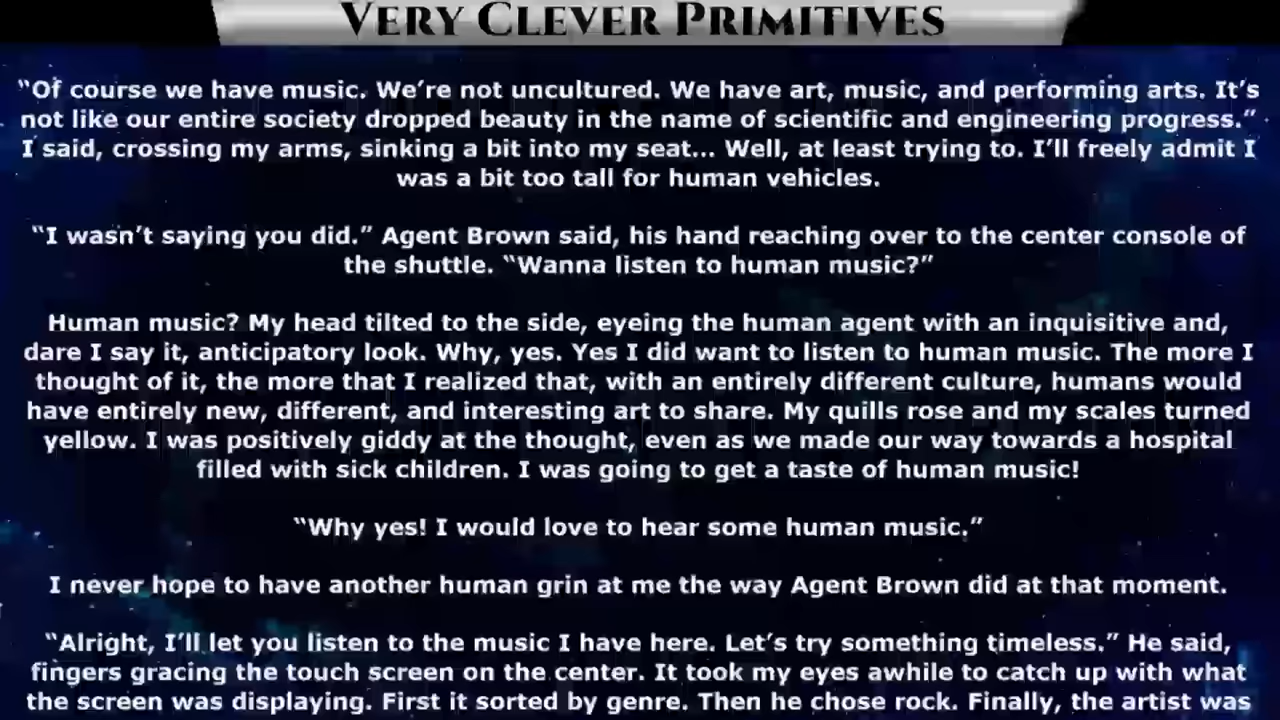 VERY CLEVER PRIMITIVES
“Of course we have music. We’re not uncultured. We have art, music, and performing arts. It’s
not like our entire society dropped beauty in the name of scientific and engineering progress.”
I said, crossing my arms, sinking a bit into my seat... Well, at least trying to. I’ll freely admit I
was a bit too tall for human vehicles.
“I wasn’t saying you did.” Agent Brown said, his hand reaching over to the center console of
the shuttle. “Wanna listen to human music?”
Human music? My head tilted to the side, eyeing the human agent with an inquisitive and,
dare I say it, anticipatory look. Why, yes. Yes I did want to listen to human music. The more I
thought of it, the more that I realized that, with an entirely different culture, humans would
have entirely new, different, and interesting art to share. My quills rose and my scales turned
yellow. I was positively giddy at the thought, even as we made our way towards a hospital
filled with sick children. I was going to get a taste of human music!
“Why yes! I would love to hear some human music.”
I never hope to have another human grin at me the way Agent Brown did at that moment.
“Alright, I’ll let you listen to the music I have here. Let’s try something timeless.” He said,
fingers gracing the touch screen on the center. It took my eyes awhile to catch up with what
the screen was displaying. First it sorted by genre. Then he chose rock. Finally, the artist was